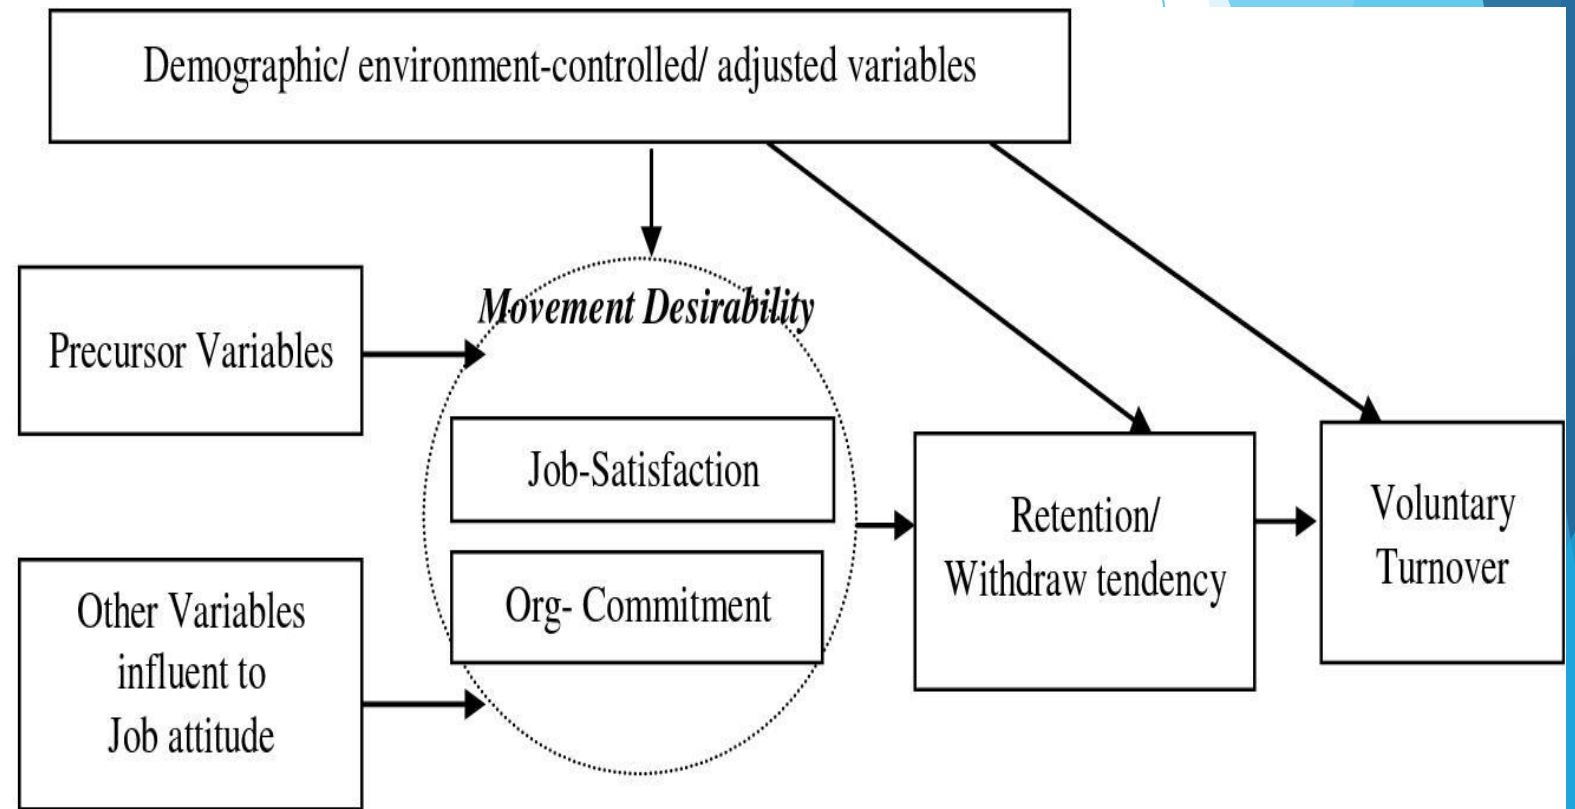 Demographic/ environment-controlled/ adjusted variables
Movement Desirability
Precursor Variables
Job-Satisfaction
Org- Commitment
Other Variables
influent to
Job attitude
Retention/
Withdraw tendency
Voluntary
Turnover